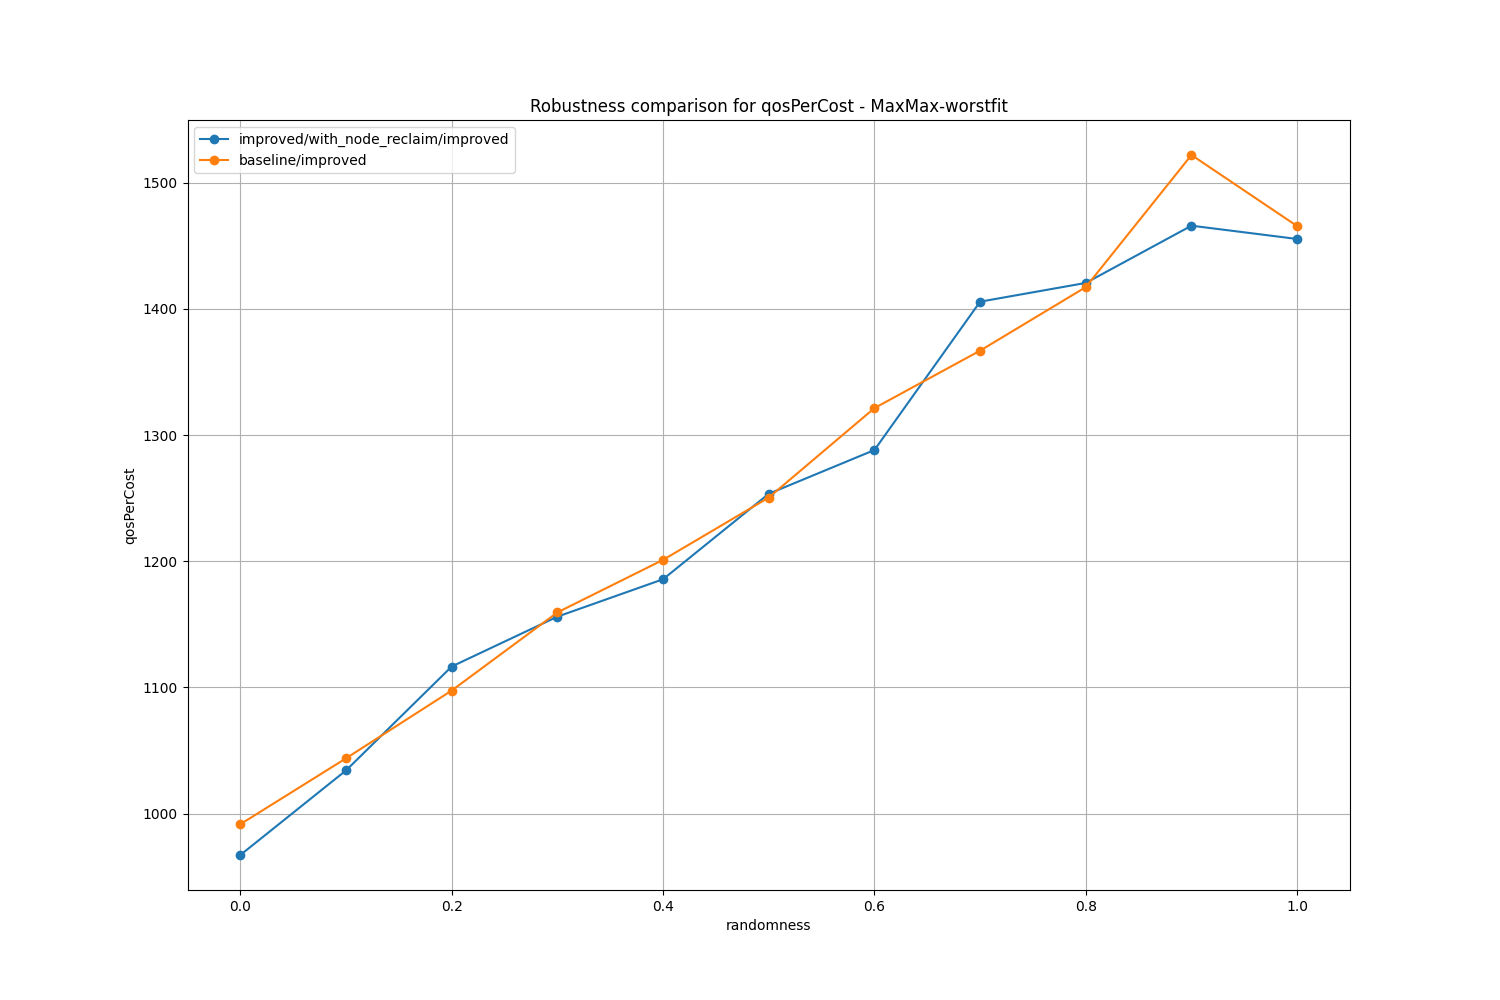 Robustness comparison for qosPerCost - MaxMax-worstfit
improved/with_node_reclaim/improved
baseline/improved
1500
1400
1300
1200
1100
1000
qosPerCost
0.0 0.2 0.4 0.6 0.8 1.0
randomness